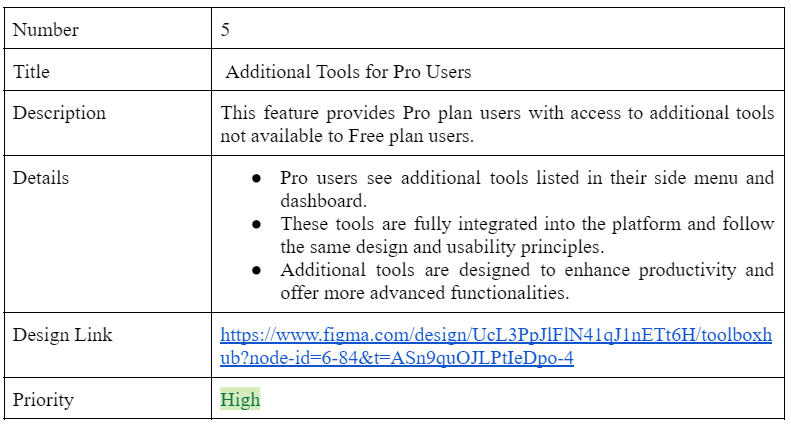 Number 5
Title Additional Tools for Pro Users
Description This feature provides Pro plan users with access to additional tools
not available to Free plan users.
Details ● Pro users see additional tools listed in their side menu and
dashboard.
● These tools are fully integrated into the platform and follow
the same design and usability principles.
● Additional tools are designed to enhance productivity and
offer more advanced functionalities.
Design Link https://www.figma.com/design/UcL3PpJlFlN41qJ1nETt6H/toolboxh
ub?node-id=6-84&t=ASn9quOJLPtIeDpo-4
Priority High